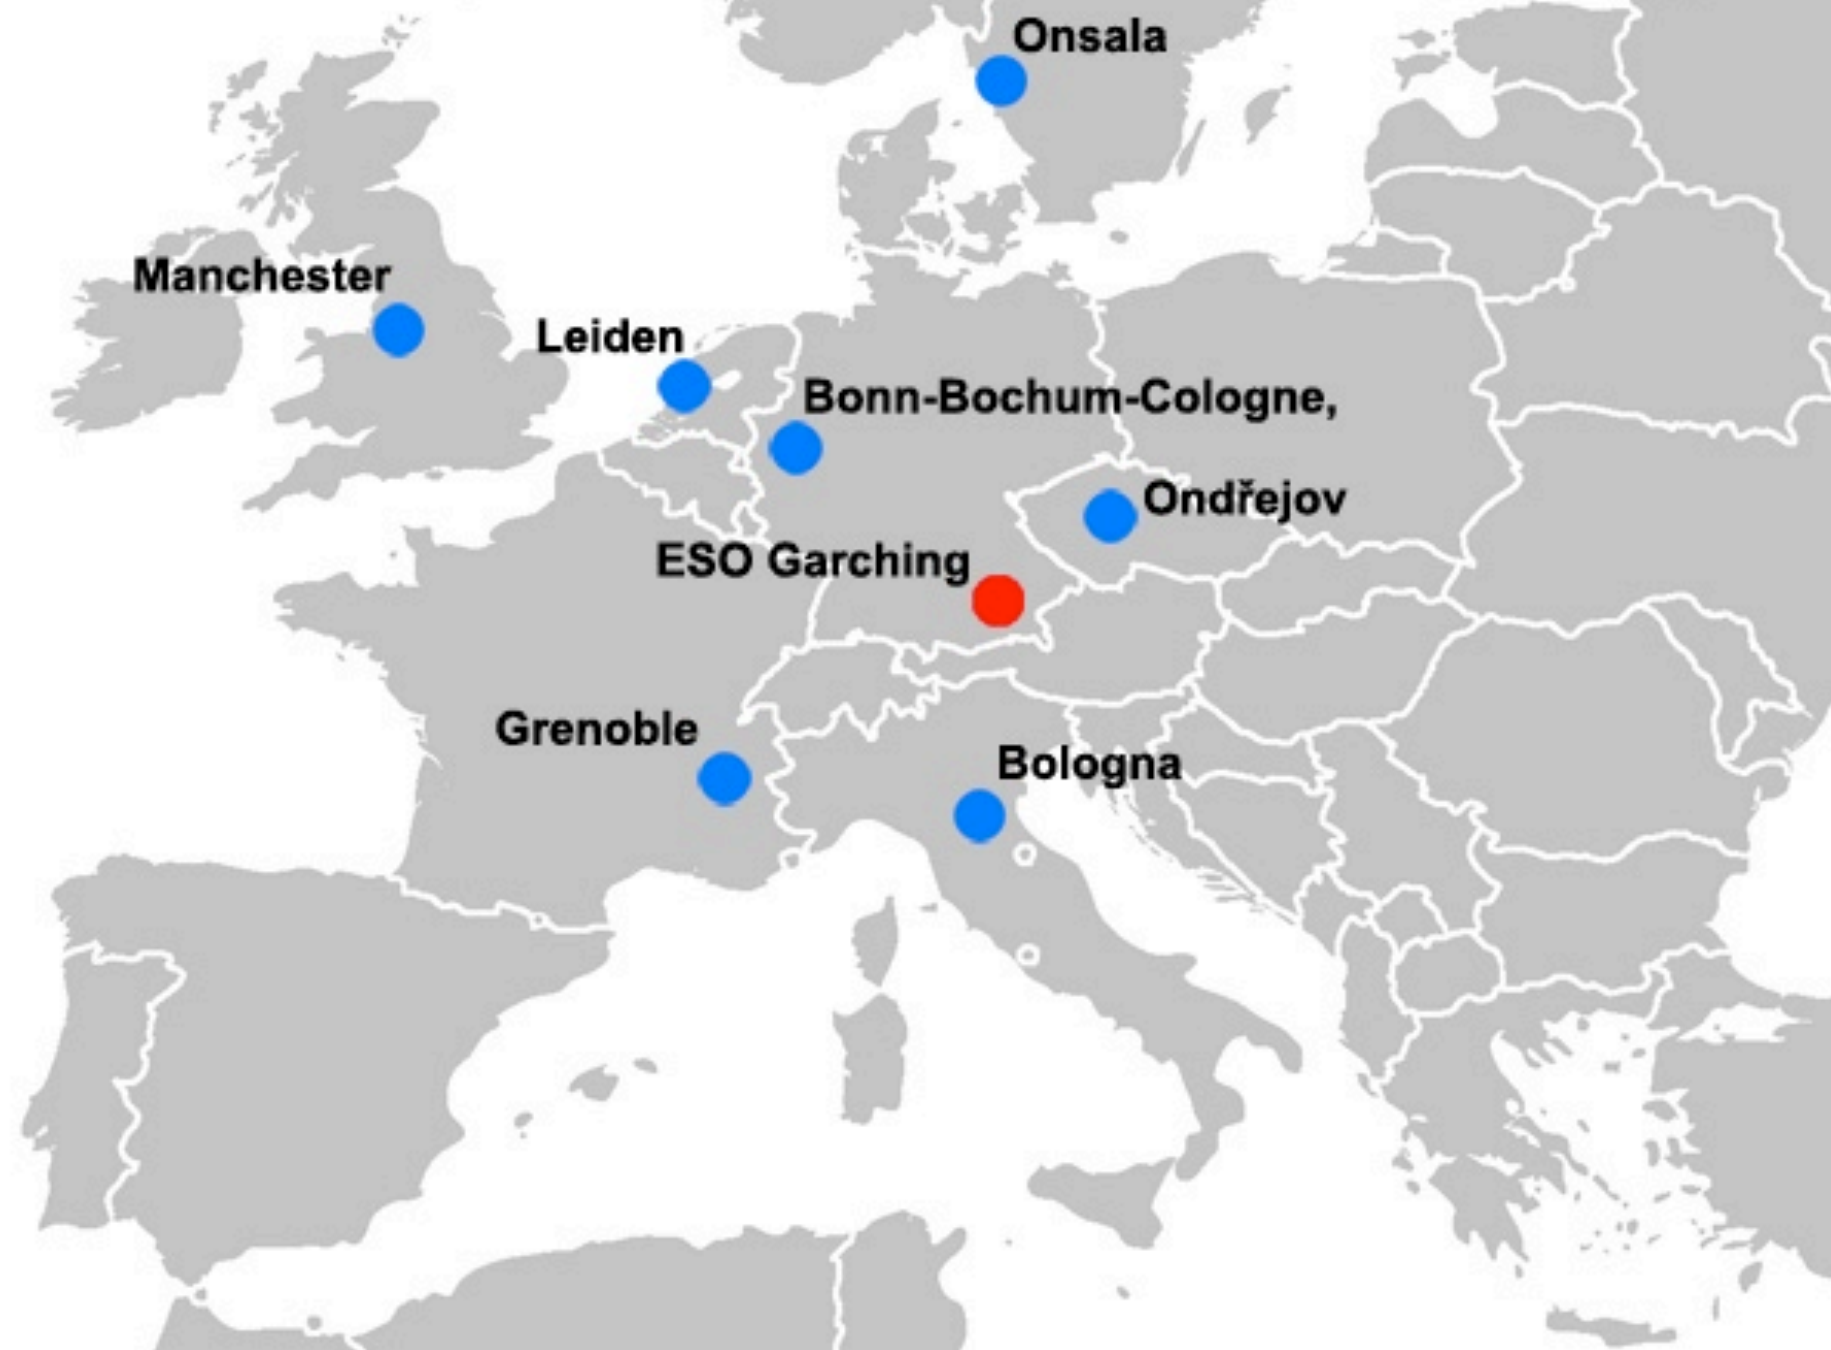 Onsala
Manchester
Leiden
Bonn-Bochum-Cologne,
Ondřejov
ESO Garching
Grenoble
Bologna